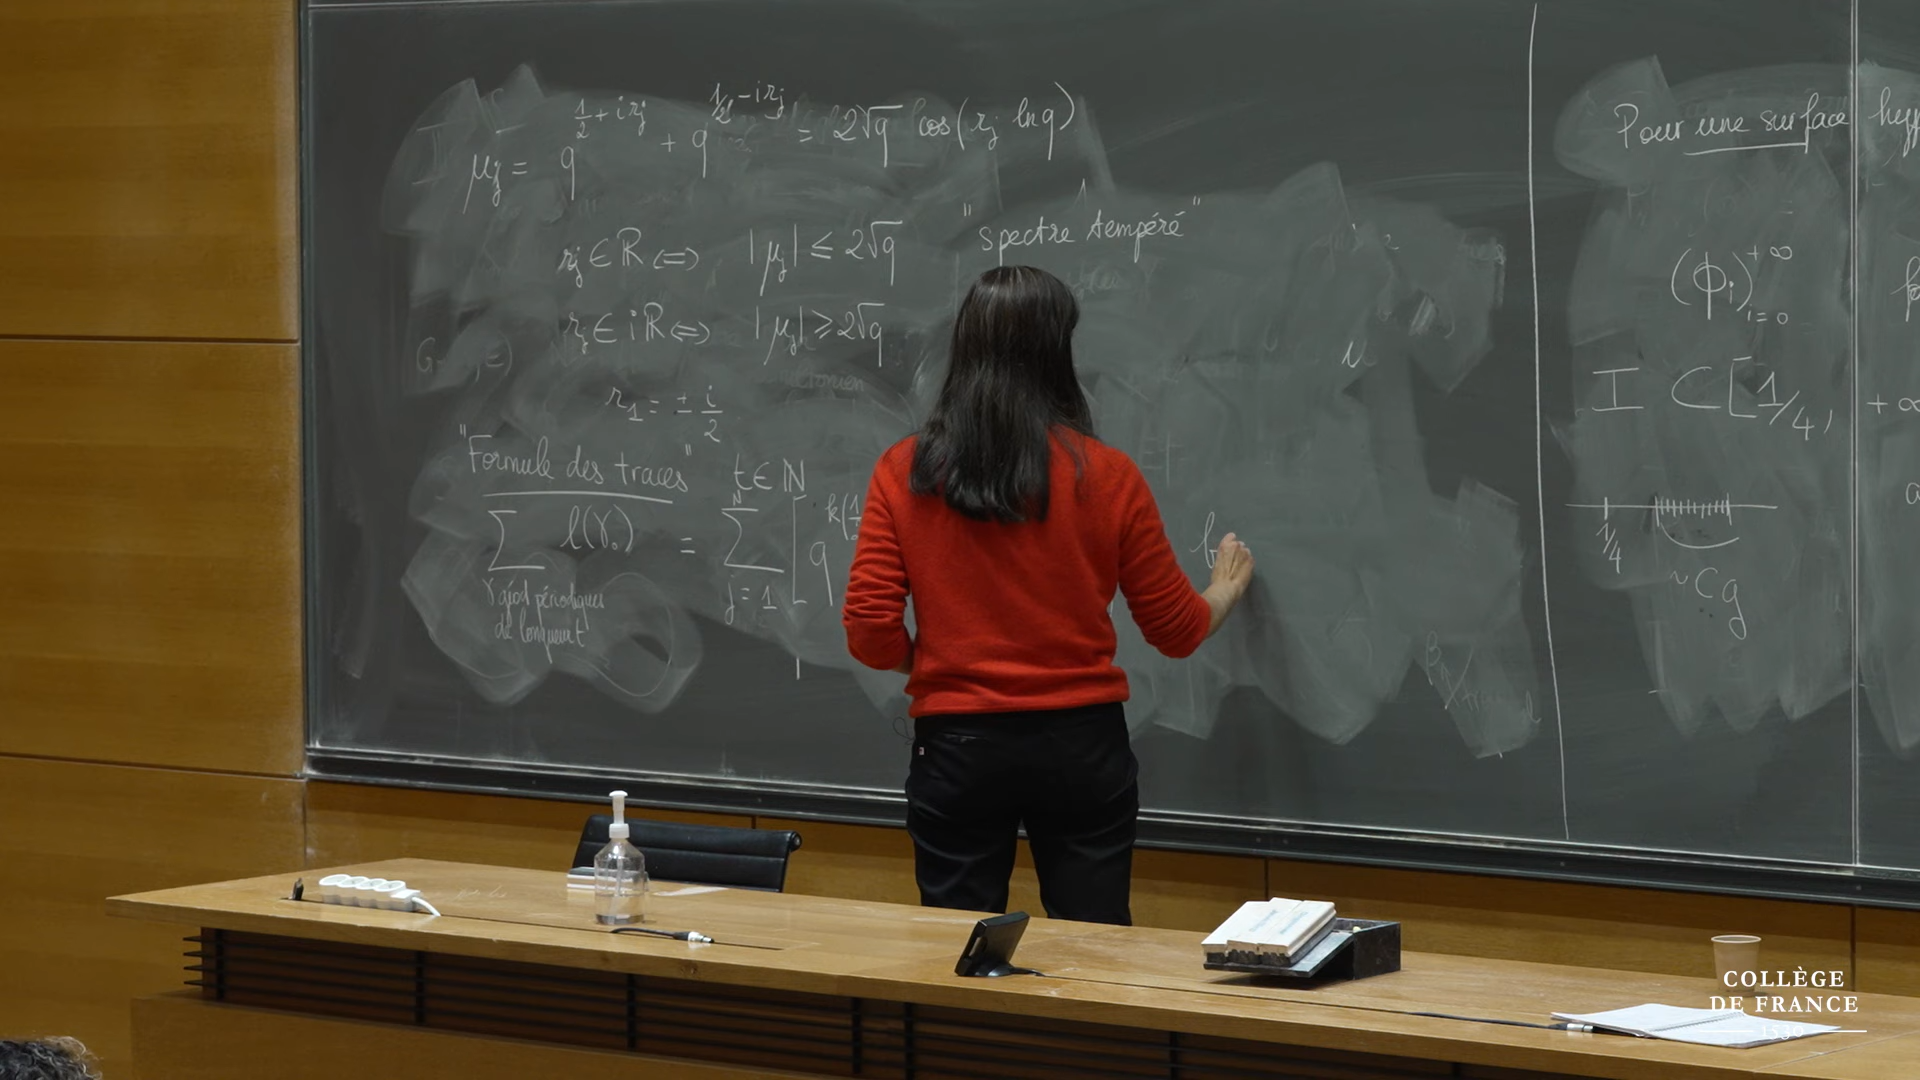 μj = q^{1/2 + irj} + q^{1/2 - irj} = 2√q cos(rj ln q)
rj ∈ ℝ ⇔ |μj| ≤ 2√q "spectre tempéré"
rj ∈ iℝ ⇔ |μj| ≥ 2√q
r1 = ± i/2
"Formule des traces" t ∈ ℕ
∑ l(γ₀) = ∑_{j=1}^{N} [ q
γ géod périodiques
de longueur t
Pour une surface
(ϕi)_{i=0}^{+∞}
I ⊂ [1/4, +∞
1/4
~ Cg
COLLÈGE
DE FRANCE
1530